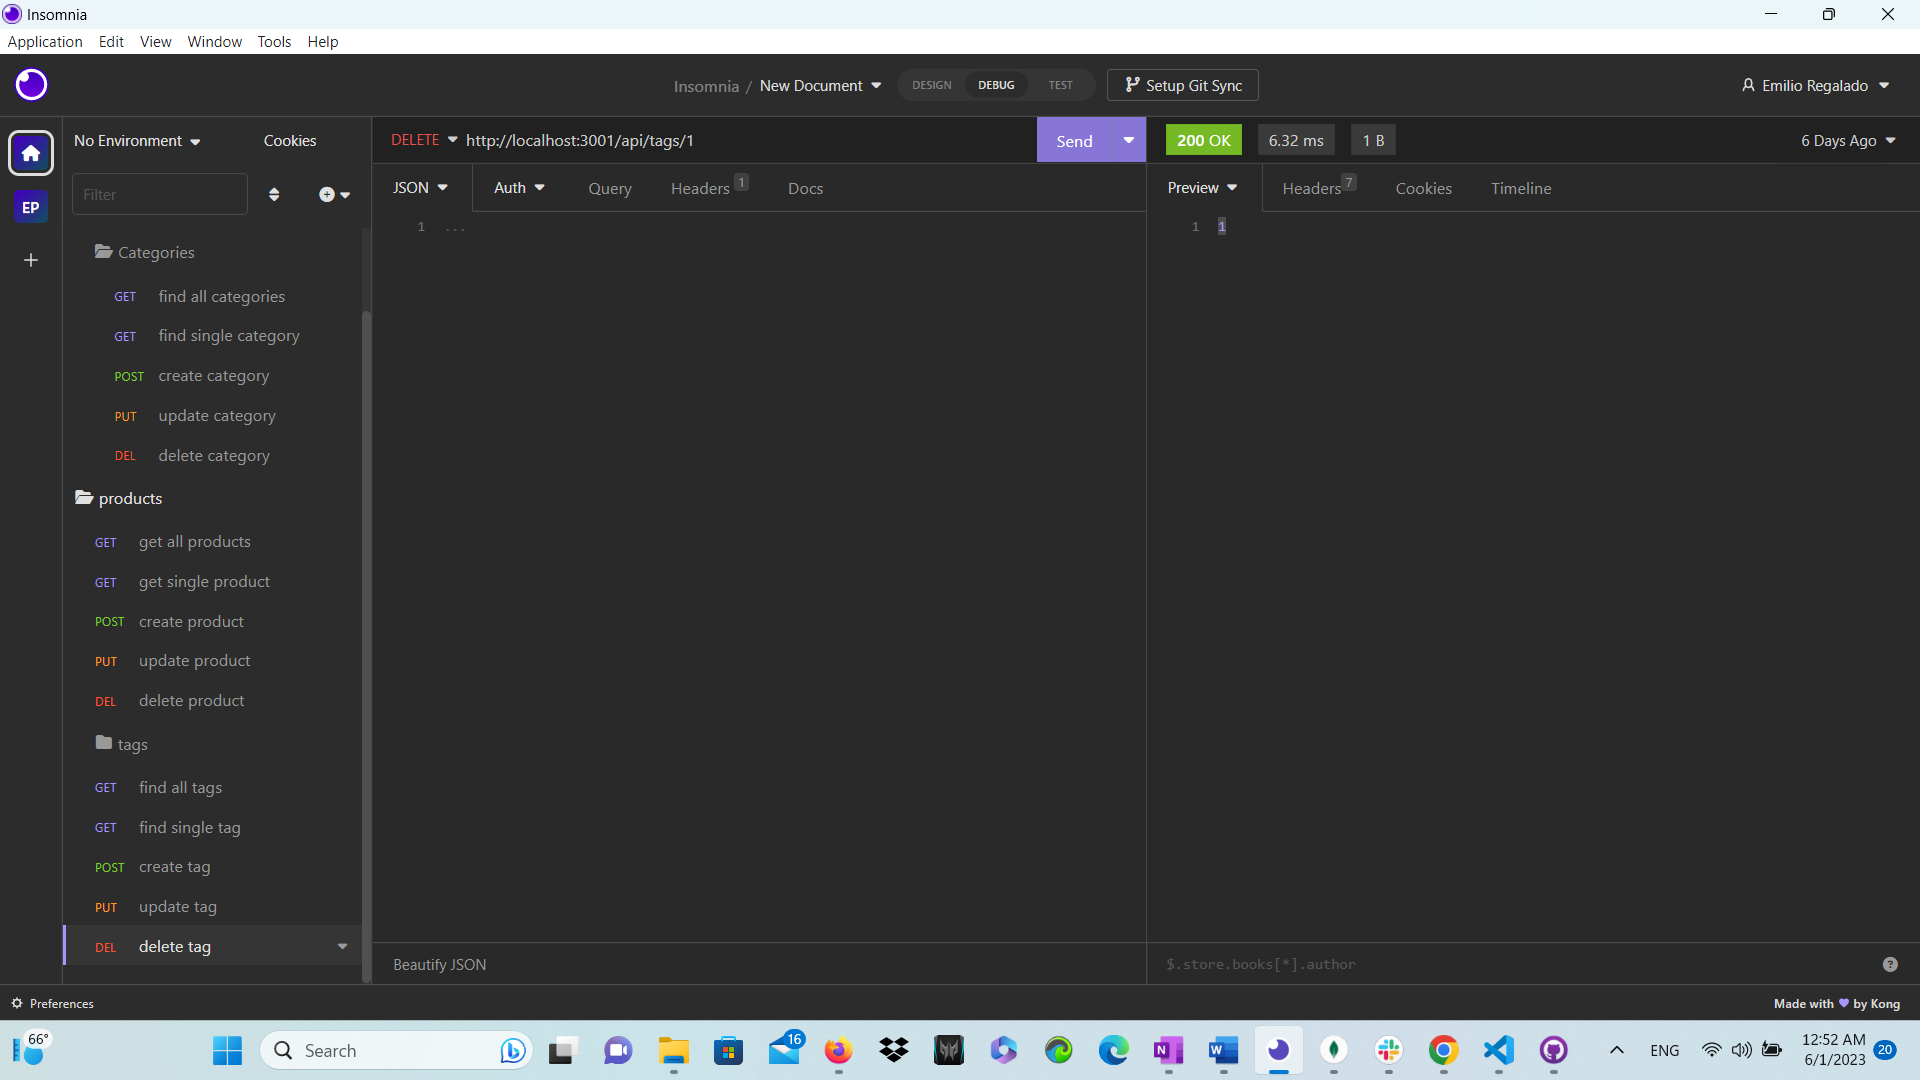 Insomnia
Application Edit View Window Tools Help
Insomnia / New Document DESIGN DEBUG TEST Setup Git Sync Emilio Regalado
No Environment Cookies
DELETE http://localhost:3001/api/tags/1 Send
200 OK 6.32 ms 1 B 6 Days Ago
JSON Auth Query Headers 1 Docs
Preview Headers 7 Cookies Timeline
Filter
EP
1 ...
1 1
Categories
GET find all categories
GET find single category
POST create category
PUT update category
DEL delete category
products
GET get all products
GET get single product
POST create product
PUT update product
DEL delete product
tags
GET find all tags
GET find single tag
POST create tag
PUT update tag
DEL delete tag
Beautify JSON
$.store.books[*].author
Preferences
Made with by Kong
66°
Search
16
ENG
12:52 AM
6/1/2023
20